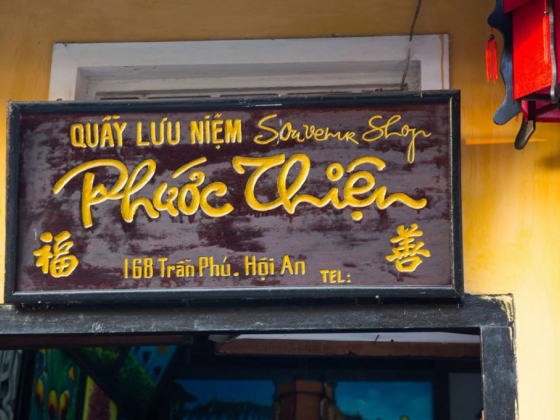 QUẦY LƯU NIỆM Souvenir Shop
Phước Thiện
福 善
168 Trần Phú. Hội An TEL: